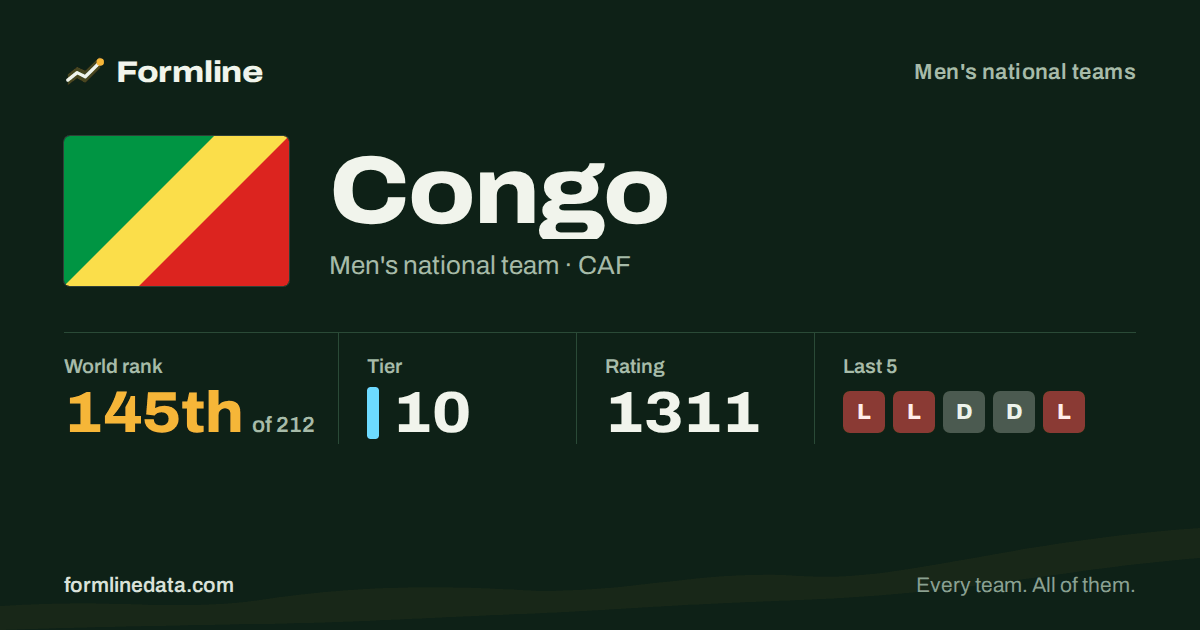 Formline
Men's national teams
Congo
Men's national team · CAF
World rank
145th of 212
Tier
10
Rating
1311
Last 5
L L D D L
formlinedata.com
Every team. All of them.